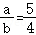 a/b = 5/4